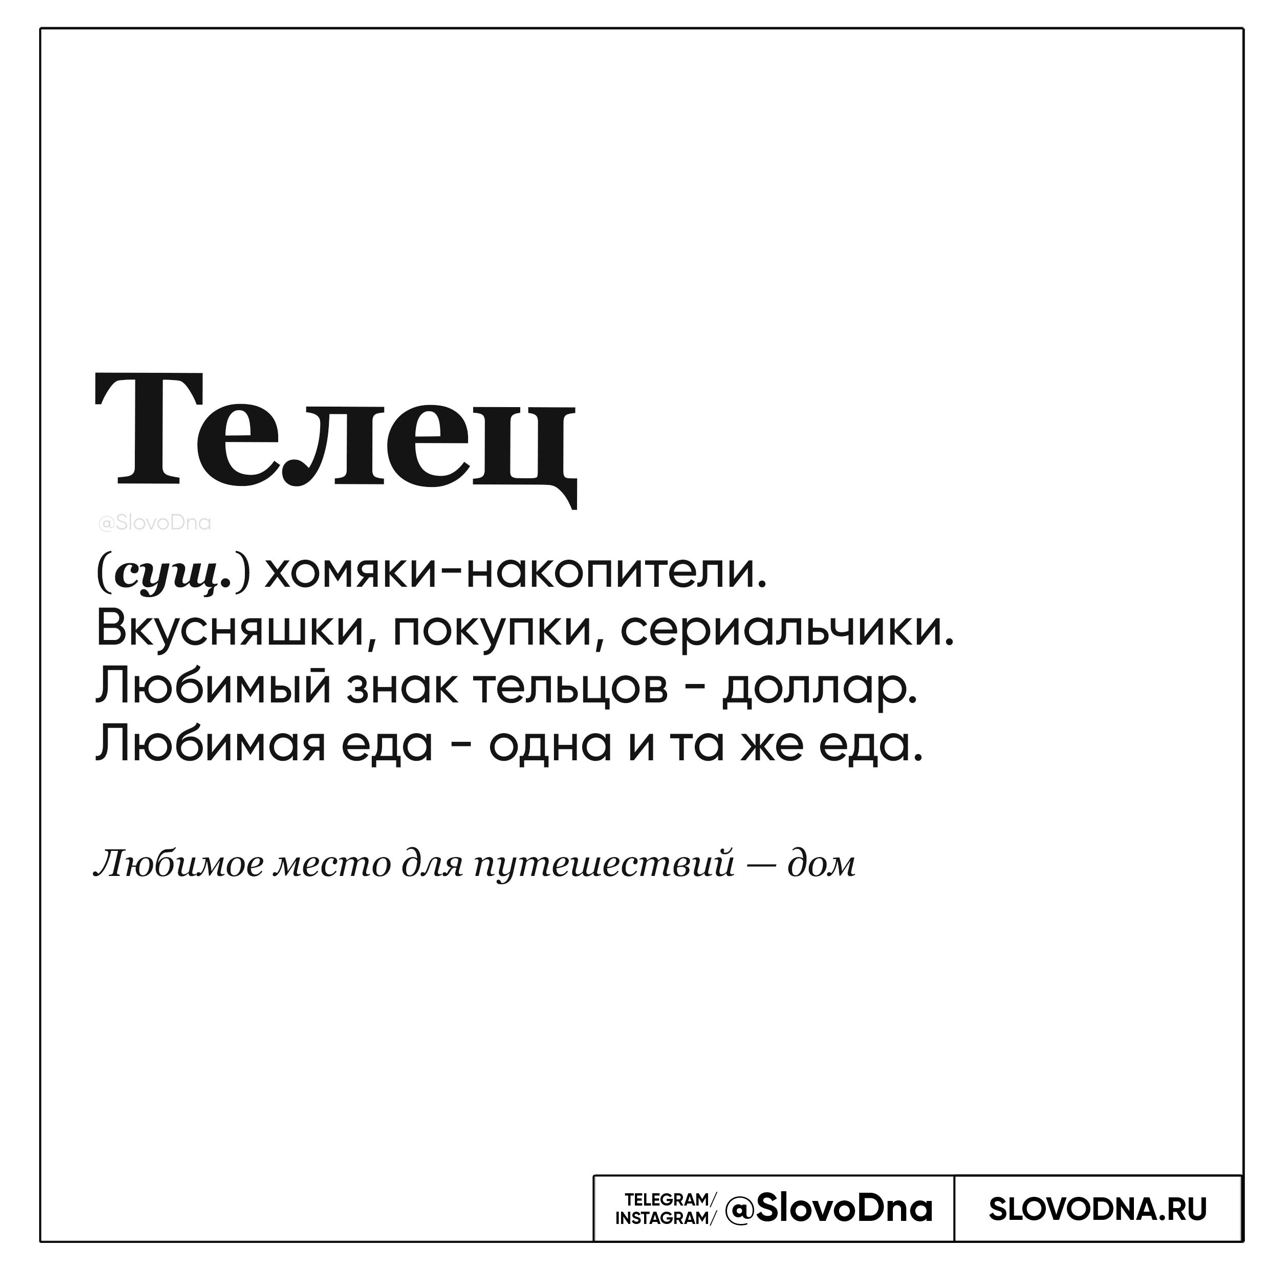 Телец
@SlovoDna
(сущ.) хомяки-накопители.
Вкусняшки, покупки, сериальчики.
Любимый знак тельцов - доллар.
Любимая еда - одна и та же еда.
Любимое место для путешествий — дом
TELEGRAM/
INSTAGRAM/ @SlovoDna
SLOVODNA.RU